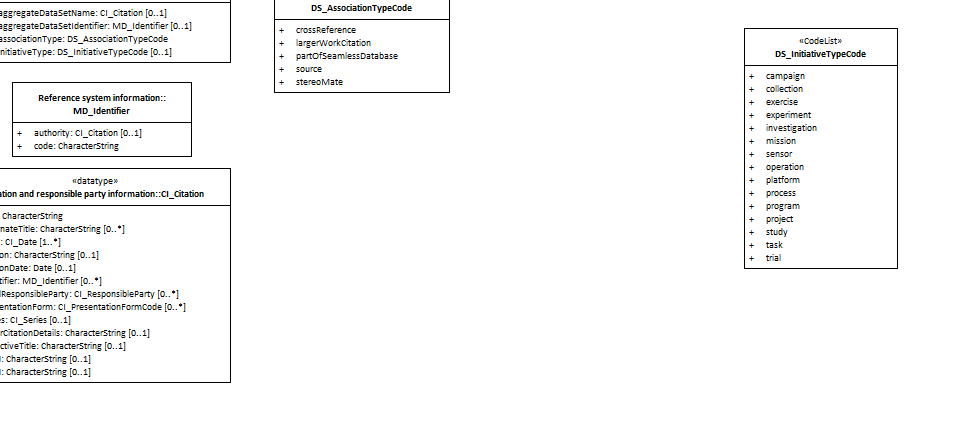 aggregateDataSetName: CI_Citation [0..1]
aggregateDataSetIdentifier: MD_Identifier [0..1]
associationType: DS_AssociationTypeCode
initiativeType: DS_InitiativeTypeCode [0..1]
Reference system information::
MD_Identifier
+ authority: CI_Citation [0..1]
+ code: CharacterString
«datatype»
ation and responsible party information::CI_Citation
CharacterString
nateTitle: CharacterString [0..*]
: CI_Date [1..*]
on: CharacterString [0..1]
onDate: Date [0..1]
tifier: MD_Identifier [0..*]
ResponsibleParty: CI_ResponsibleParty [0..*]
entationForm: CI_PresentationFormCode [0..*]
s: CI_Series [0..1]
rCitationDetails: CharacterString [0..1]
ctiveTitle: CharacterString [0..1]
: CharacterString [0..1]
: CharacterString [0..1]
DS_AssociationTypeCode
+ crossReference
+ largerWorkCitation
+ partOfSeamlessDatabase
+ source
+ stereoMate
«CodeList»
DS_InitiativeTypeCode
+ campaign
+ collection
+ exercise
+ experiment
+ investigation
+ mission
+ sensor
+ operation
+ platform
+ process
+ program
+ project
+ study
+ task
+ trial